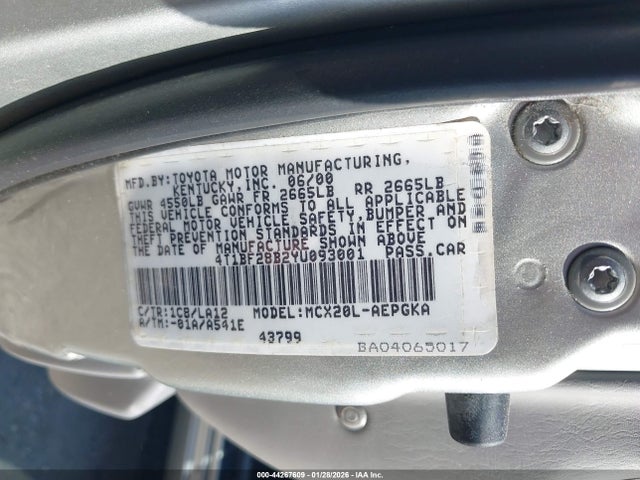 MFD.BY:TOYOTA MOTOR MANUFACTURING,
KENTUCKY,INC. 06/00
GVWR 4550LB GAWR FR 2665LB RR 2665LB
THIS VEHICLE CONFORMS TO ALL APPLICABLE
FEDERAL MOTOR VEHICLE SAFETY,BUMPER,AND
THEFT PREVENTION STANDARDS IN EFFECT ON
THE DATE OF MANUFACTURE SHOWN ABOVE
4T1BF28B2YU093001 PASS.CAR
C/TR:1C8/LA12 MODEL:MCX20L-AEPGKA
A/TM:-01A/A541E
43799
BA04065017
000-44267609 - 01/28/2026 - IAAI.COM